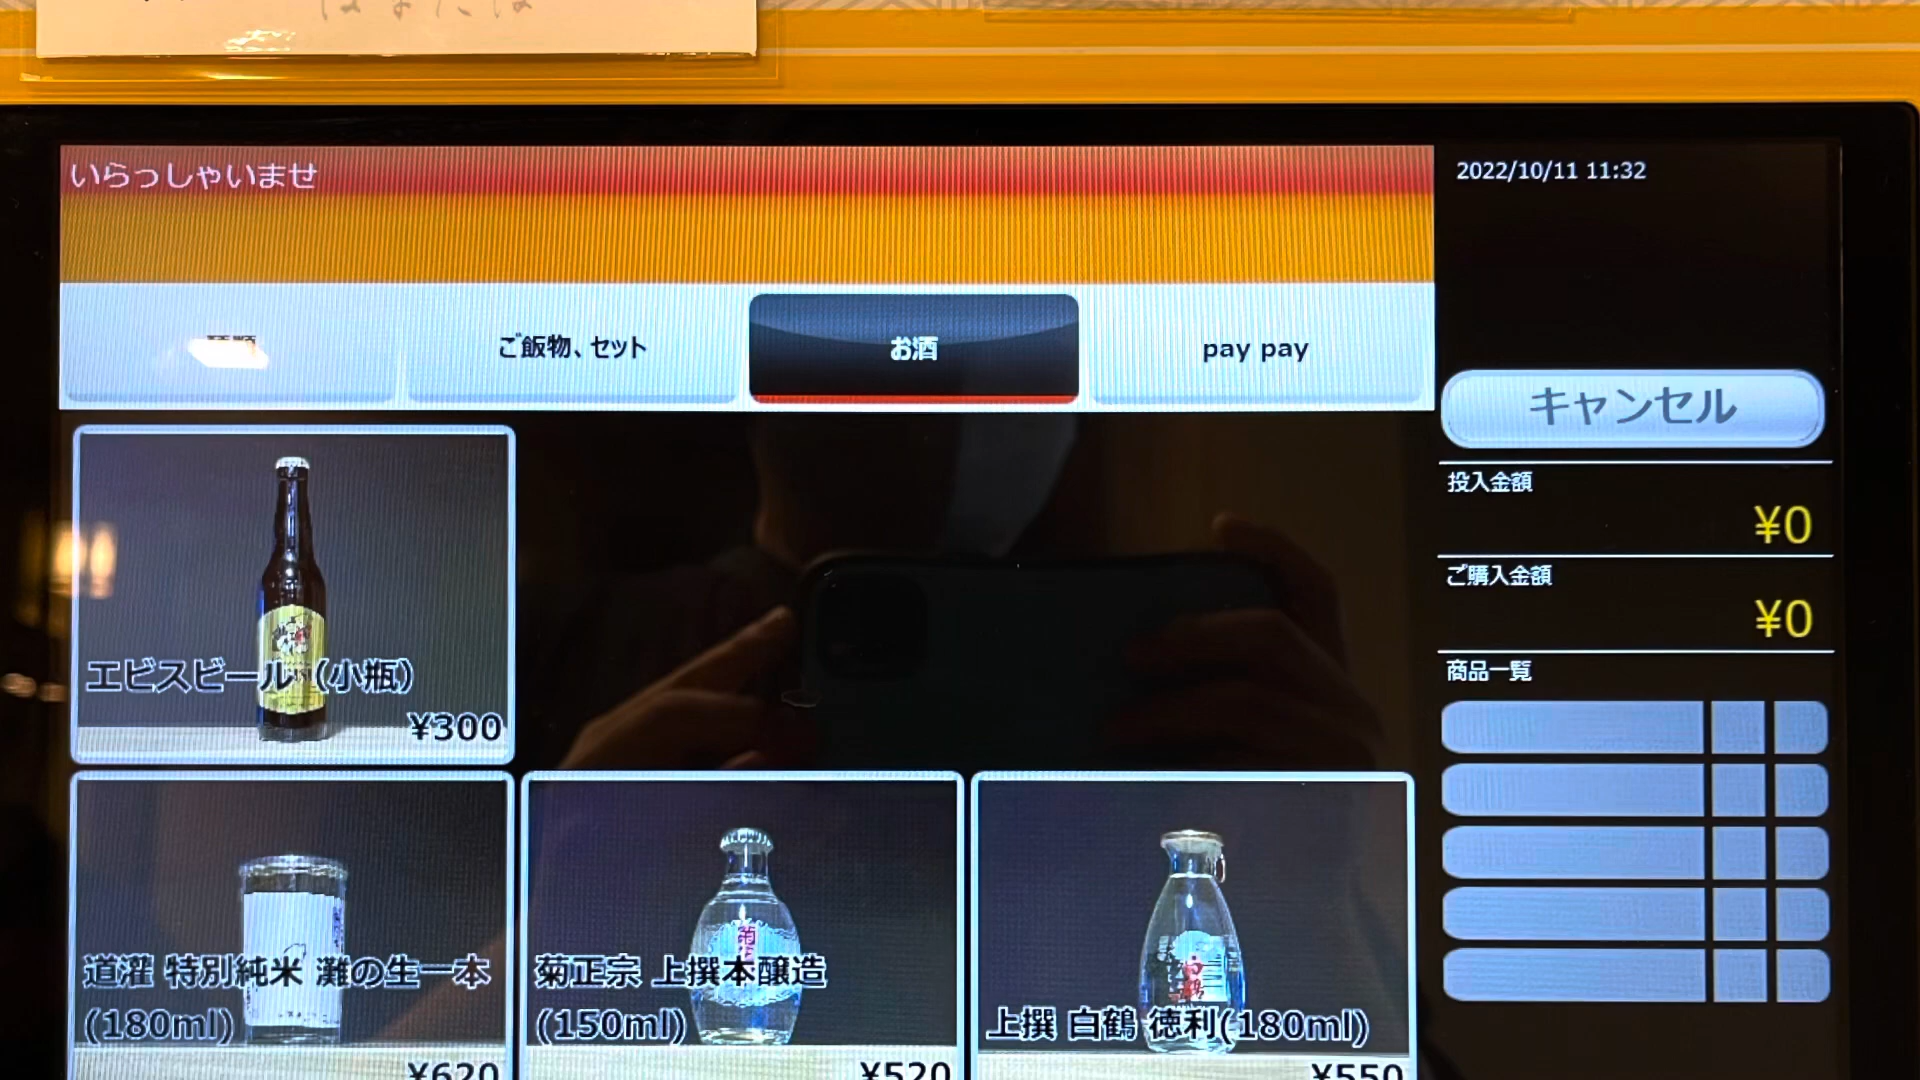 いらっしゃいませ
2022/10/11 11:32
ご飯物、セット
お酒
pay pay
キャンセル
投入金額
¥0
ご購入金額
¥0
商品一覧
エビスビール（小瓶）
¥300
道灌 特別純米 灘の生一本
(180ml)
¥620
菊正宗 上撰本醸造
(150ml)
¥520
上撰 白鶴 徳利(180ml)
¥550